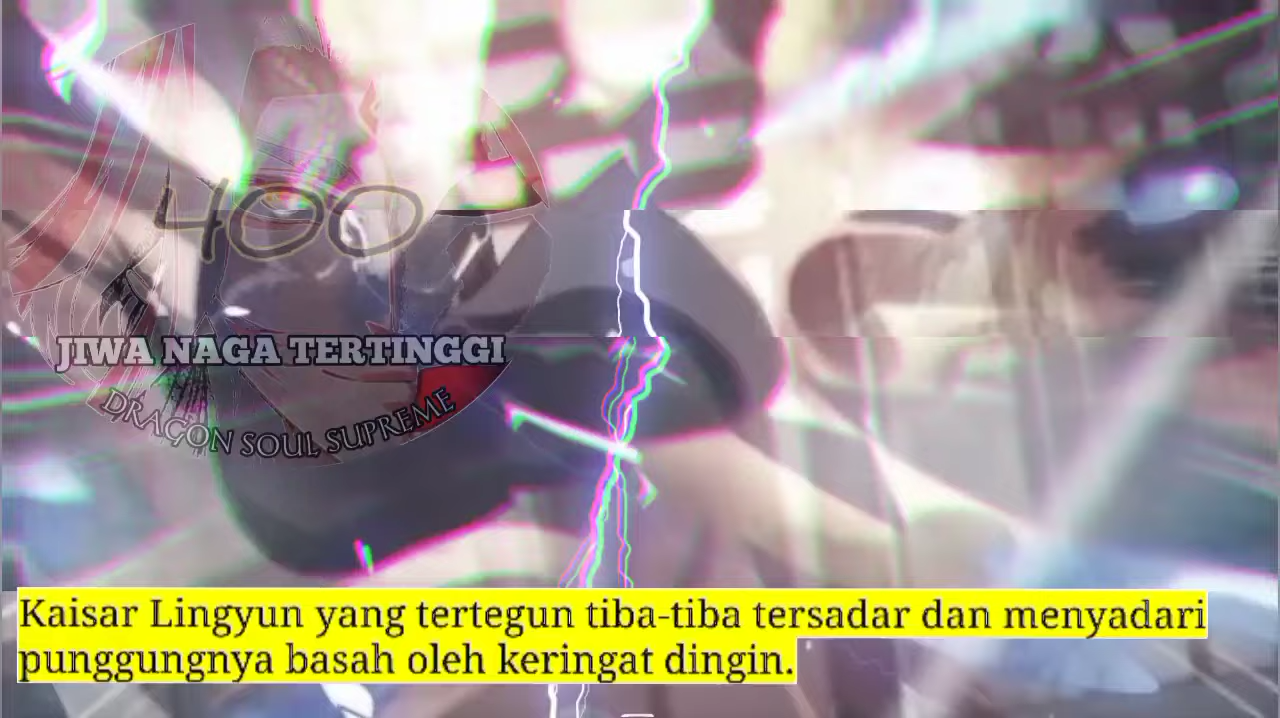 400
JIWA NAGA TERTINGGI
DRAGON SOUL SUPREME
Kaisar Lingyun yang tertegun tiba-tiba tersadar dan menyadari
punggungnya basah oleh keringat dingin.